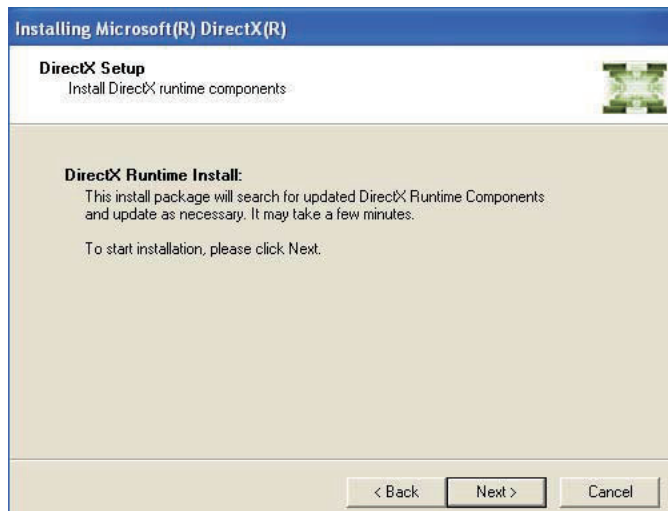 Installing Microsoft(R) DirectX(R)
DirectX Setup
Install DirectX runtime components
DirectX Runtime Install:
This install package will search for updated DirectX Runtime Components
and update as necessary. It may take a few minutes.
To start installation, please click Next.
< Back
Next >
Cancel